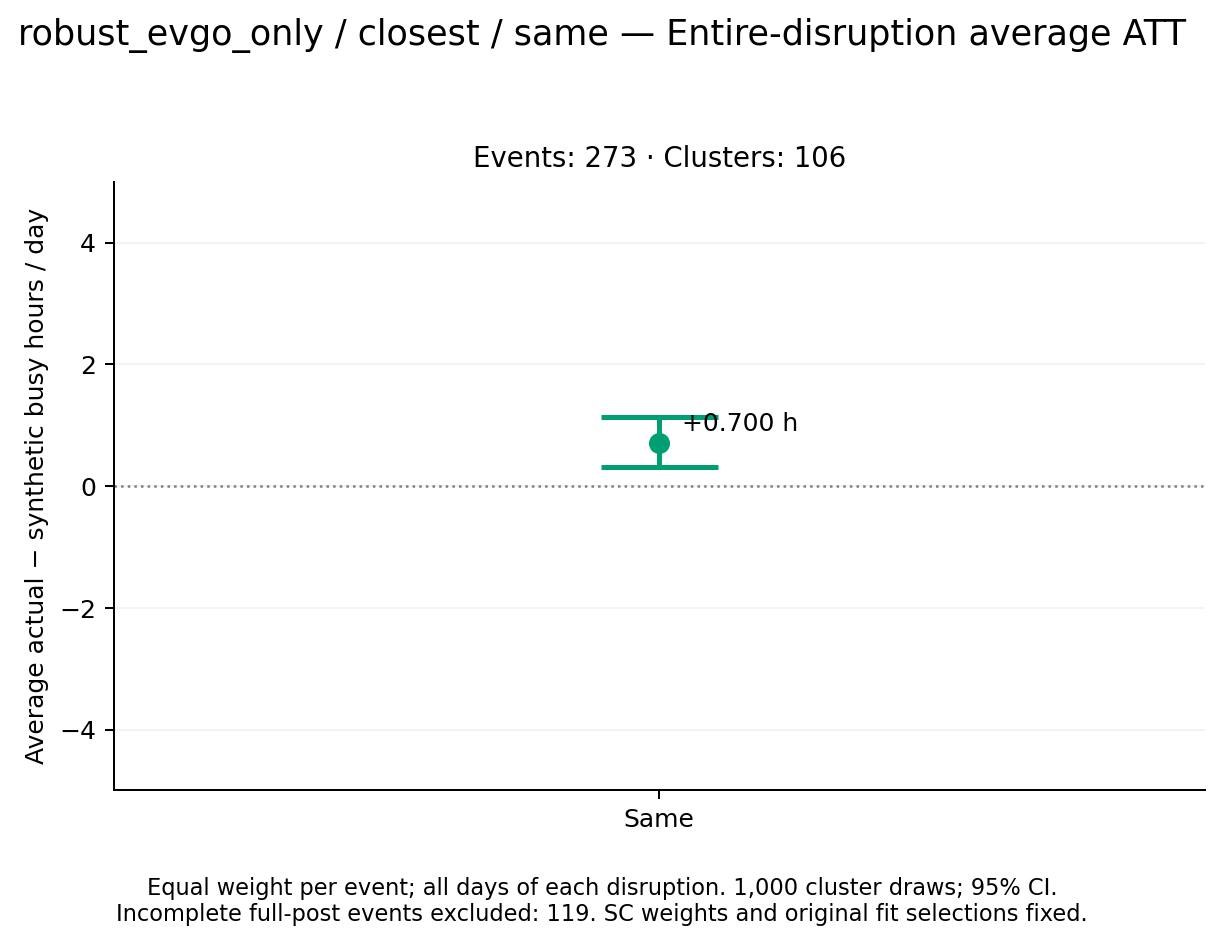 robust_evgo_only / closest / same — Entire-disruption average ATT
Events: 273 · Clusters: 106
Average actual − synthetic busy hours / day
4
2
0
−2
−4
+0.700 h
Same
Equal weight per event; all days of each disruption. 1,000 cluster draws; 95% CI.
Incomplete full-post events excluded: 119. SC weights and original fit selections fixed.